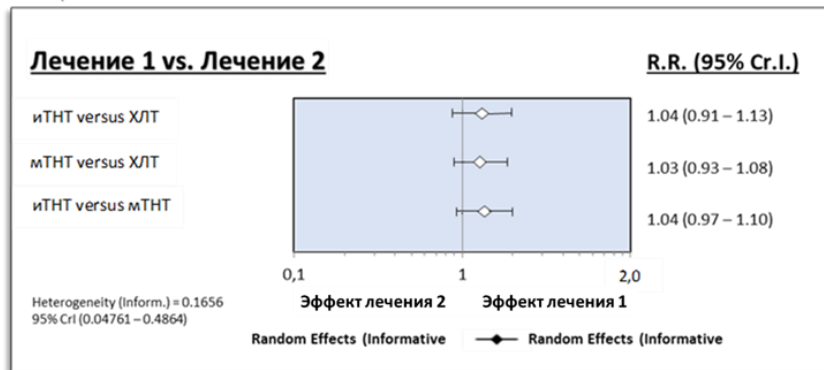 Лечение 1 vs. Лечение 2 R.R. (95% Cr.I.)
иТНТ versus ХЛТ 1.04 (0.91 – 1.13)
мТНТ versus ХЛТ 1.03 (0.93 – 1.08)
иТНТ versus мТНТ 1.04 (0.97 – 1.10)
0,1 1 2,0
Эффект лечения 2 Эффект лечения 1
Heterogeneity (Inform.) = 0.1656
95% CrI (0.04761 – 0.4864)
Random Effects (Informative Random Effects (Informative